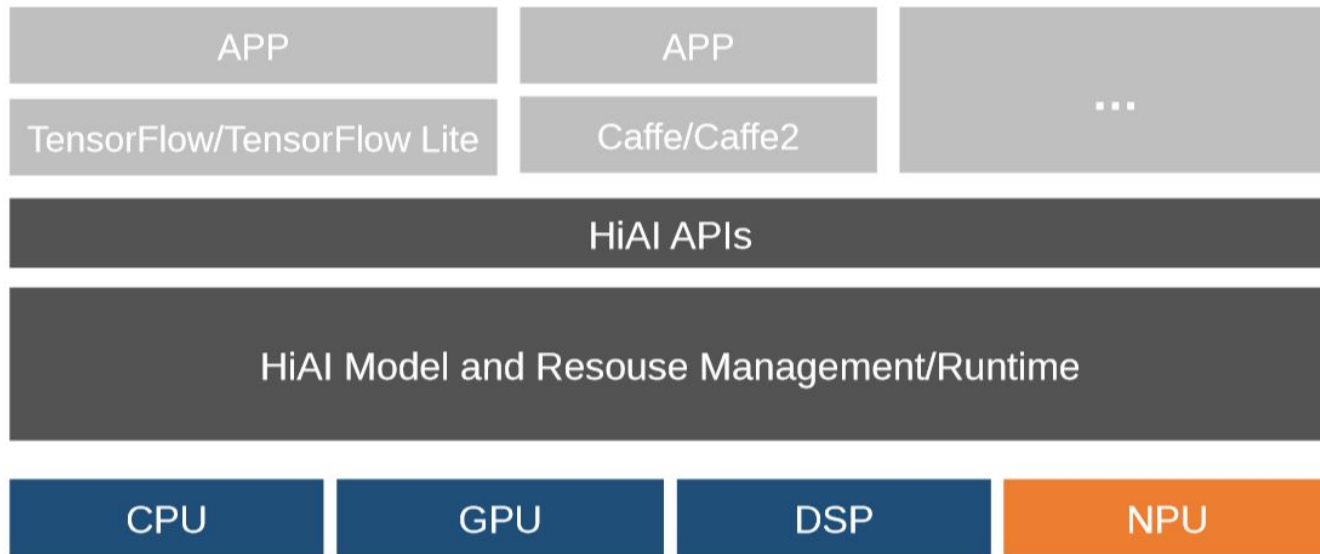 APP
APP
...
TensorFlow/TensorFlow Lite
Caffe/Caffe2
HiAI APIs
HiAI Model and Resouse Management/Runtime
CPU
GPU
DSP
NPU